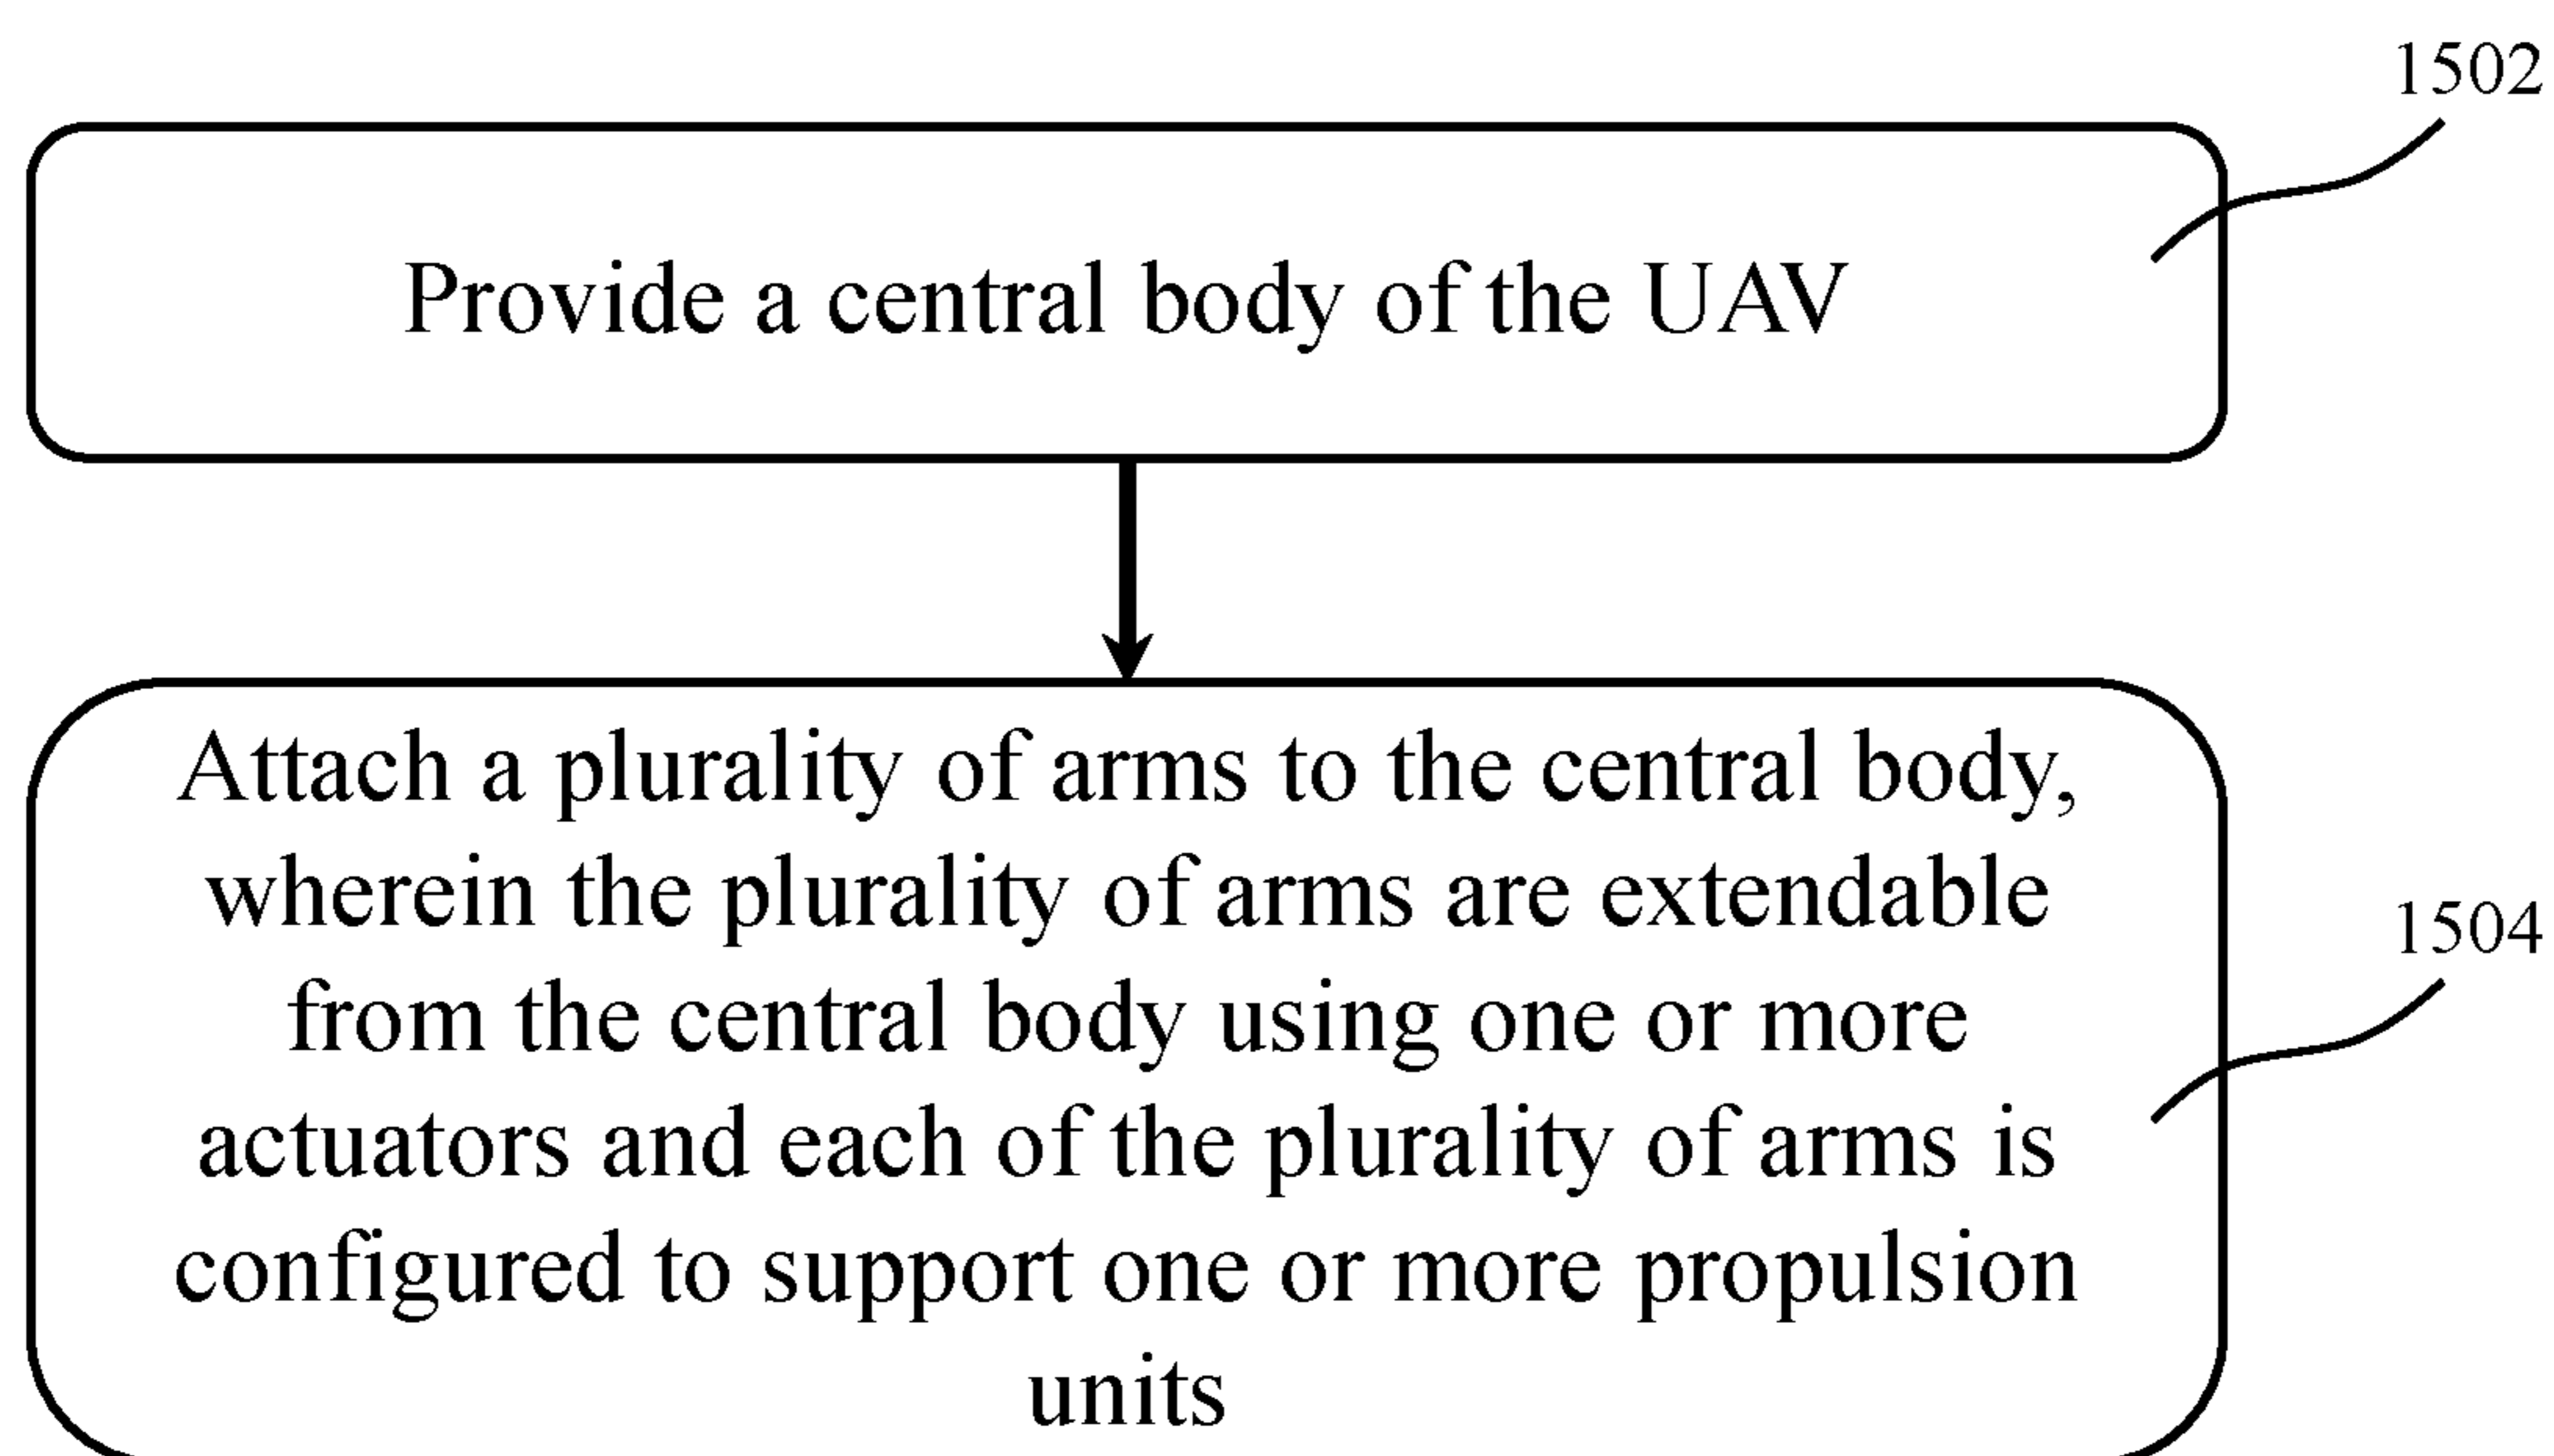 1502
Provide a central body of the UAV
Attach a plurality of arms to the central body,
wherein the plurality of arms are extendable
from the central body using one or more
actuators and each of the plurality of arms is
configured to support one or more propulsion
units
1504